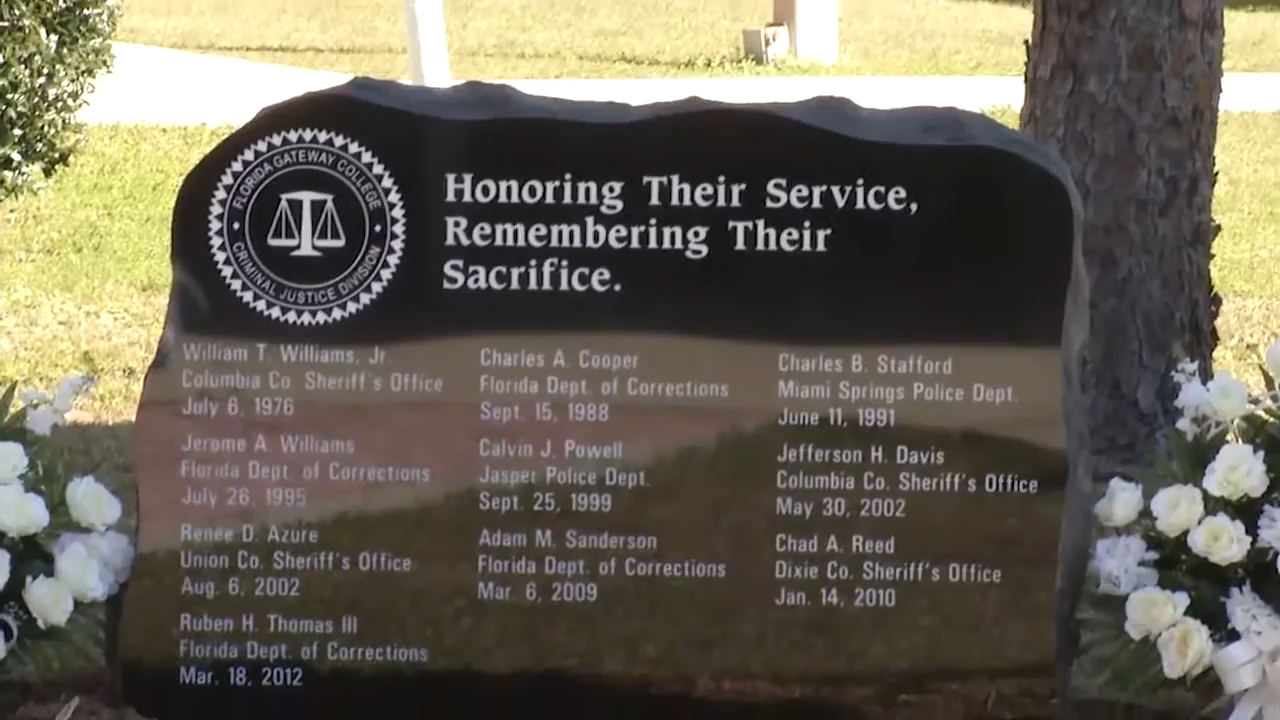 FLORIDA GATEWAY COLLEGE
CRIMINAL JUSTICE DIVISION
Honoring Their Service,
Remembering Their
Sacrifice.
William T. Williams, Jr.
Columbia Co. Sheriff's Office
July 6, 1976
Charles A. Cooper
Florida Dept. of Corrections
Sept. 15, 1988
Charles B. Stafford
Miami Springs Police Dept.
June 11, 1991
Jerome A. Williams
Florida Dept. of Corrections
July 28, 1995
Calvin J. Powell
Jasper Police Dept.
Sept. 25, 1999
Jefferson H. Davis
Columbia Co. Sheriff's Office
May 30, 2002
Renee D. Azure
Union Co. Sheriff's Office
Aug. 6, 2002
Adam M. Sanderson
Florida Dept. of Corrections
Mar. 6, 2009
Chad A. Reed
Dixie Co. Sheriff's Office
Jan. 14, 2010
Ruben H. Thomas III
Florida Dept. of Corrections
Mar. 18, 2012